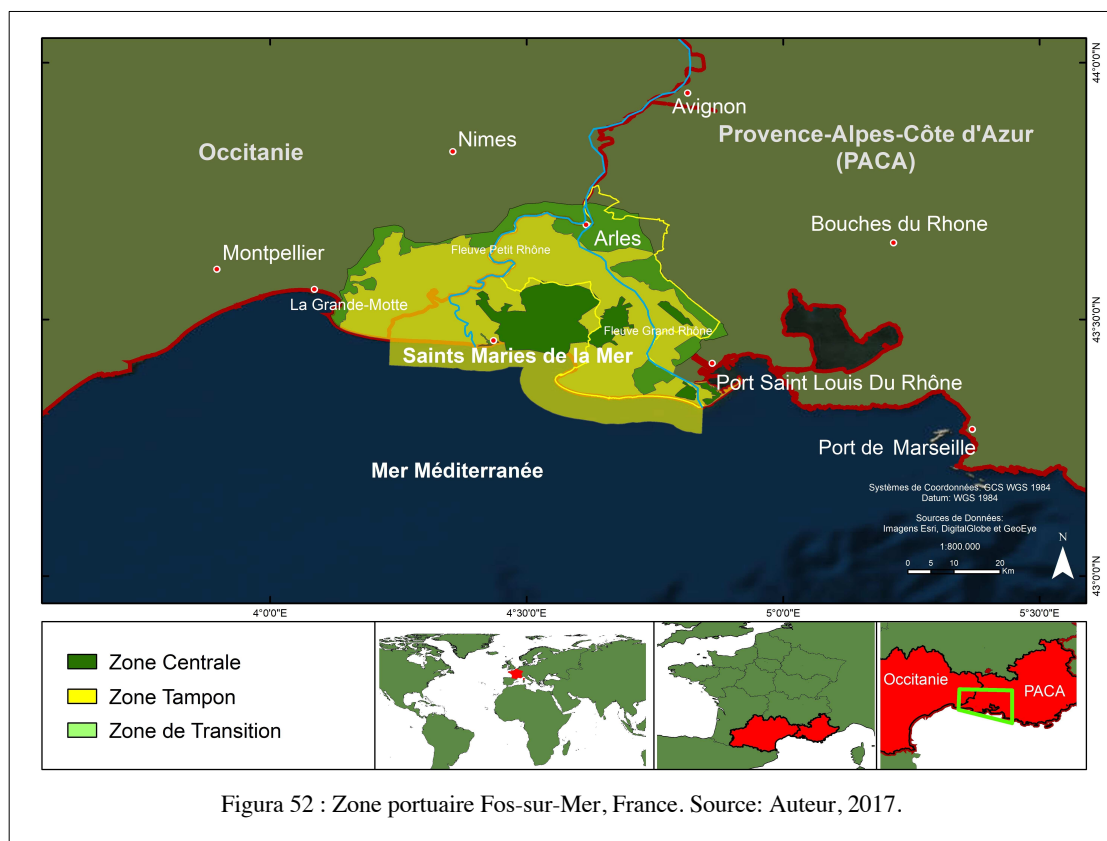 Avignon
Nimes
Provence-Alpes-Côte d'Azur
(PACA)
Occitanie
Bouches du Rhone
Arles
Fleuve Petit Rhône
Montpellier
La Grande-Motte
Fleuve Grand-Rhône
Saints Maries de la Mer
Port Saint Louis Du Rhône
Port de Marseille
Mer Méditerranée
Systèmes de Coordonnées: GCS WGS 1984
Datum: WGS 1984
Sources de Données:
Imagens Esri, DigitalGlobe et GeoEye
1:800.000
N
0 5 10 20
Km
44°0'0"N
43°30'0"N
43°0'0"N
4°0'0"E
4°30'0"E
5°0'0"E
5°30'0"E
Zone Centrale
Zone Tampon
Zone de Transition
Occitanie
PACA
Figura 52 : Zone portuaire Fos-sur-Mer, France. Source: Auteur, 2017.